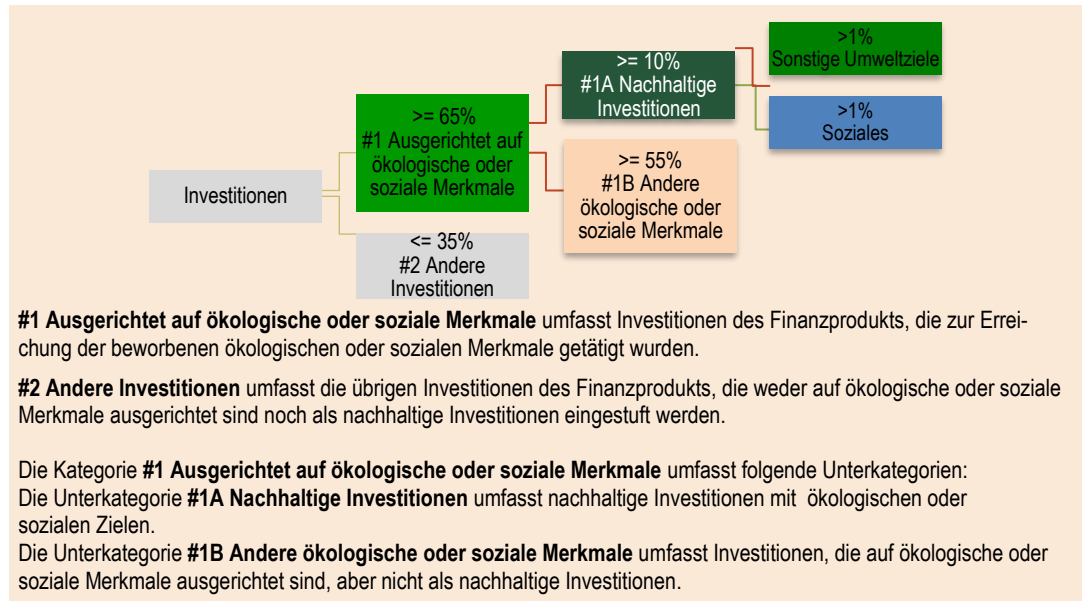 Investitionen
>= 65%
#1 Ausgerichtet auf
ökologische oder
soziale Merkmale
<= 35%
#2 Andere
Investitionen
>= 10%
#1A Nachhaltige
Investitionen
>= 55%
#1B Andere
ökologische oder
soziale Merkmale
>1%
Sonstige Umweltziele
>1%
Soziales
#1 Ausgerichtet auf ökologische oder soziale Merkmale umfasst Investitionen des Finanzprodukts, die zur Errei-
chung der beworbenen ökologischen oder sozialen Merkmale getätigt wurden.
#2 Andere Investitionen umfasst die übrigen Investitionen des Finanzprodukts, die weder auf ökologische oder soziale
Merkmale ausgerichtet sind noch als nachhaltige Investitionen eingestuft werden.
Die Kategorie #1 Ausgerichtet auf ökologische oder soziale Merkmale umfasst folgende Unterkategorien:
Die Unterkategorie #1A Nachhaltige Investitionen umfasst nachhaltige Investitionen mit ökologischen oder
sozialen Zielen.
Die Unterkategorie #1B Andere ökologische oder soziale Merkmale umfasst Investitionen, die auf ökologische oder
soziale Merkmale ausgerichtet sind, aber nicht als nachhaltige Investitionen.